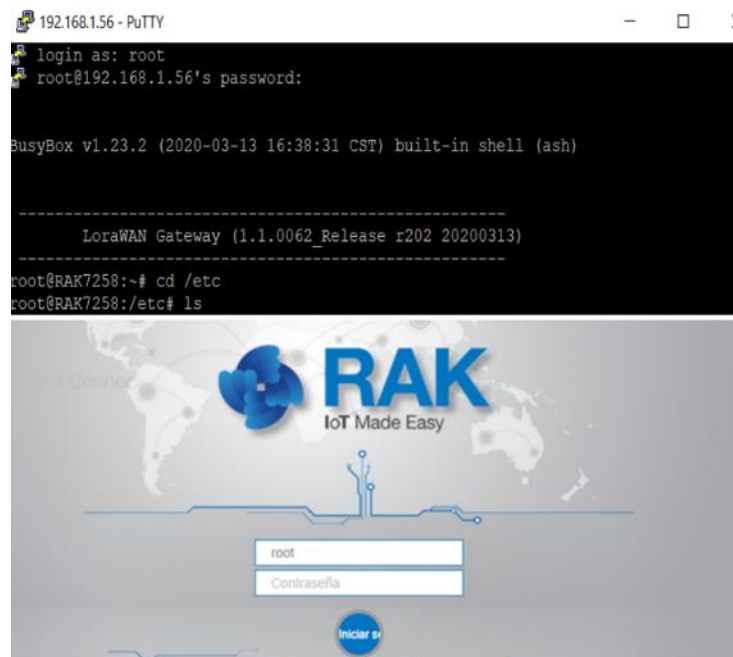 192.168.1.56 - PuTTY
login as: root
root@192.168.1.56's password:
BusyBox v1.23.2 (2020-03-13 16:38:31 CST) built-in shell (ash)
-----------------------------------------------------
LoraWAN Gateway (1.1.0062_Release r202 20200313)
-----------------------------------------------------
root@RAK7258:~# cd /etc
root@RAK7258:/etc# ls
RAK
IoT Made Easy
root
Contraseña
Iniciar se